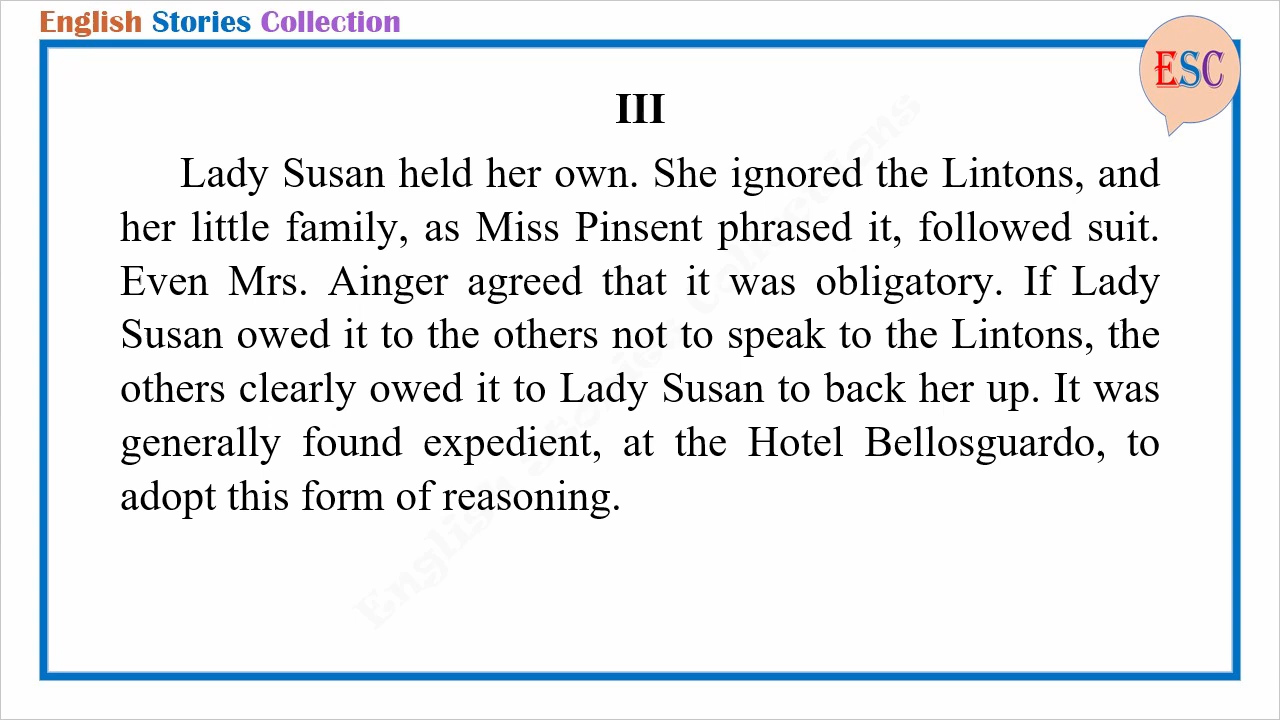 English Stories Collection
ESC
III
Lady Susan held her own. She ignored the Lintons, and
her little family, as Miss Pinsent phrased it, followed suit.
Even Mrs. Ainger agreed that it was obligatory. If Lady
Susan owed it to the others not to speak to the Lintons, the
others clearly owed it to Lady Susan to back her up. It was
generally found expedient, at the Hotel Bellosguardo, to
adopt this form of reasoning.
English Stories Collections